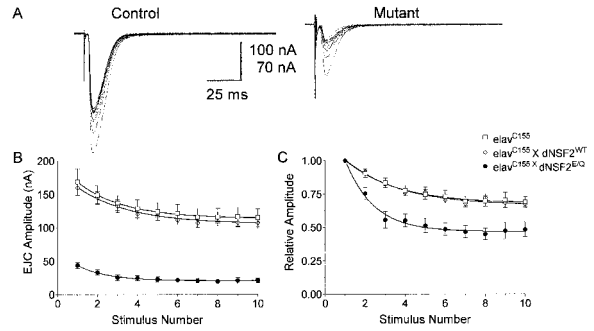 A
Control
Mutant
100 nA
70 nA
25 ms
elav^C155
elav^C155 X dNSF2^WT
elav^C155 X dNSF2^E/Q
B
EJC Amplitude (nA)
200
150
100
50
0
0 2 4 6 8 10
Stimulus Number
C
Relative Amplitude
1.00
0.75
0.50
0.25
0.00
0 2 4 6 8 10
Stimulus Number